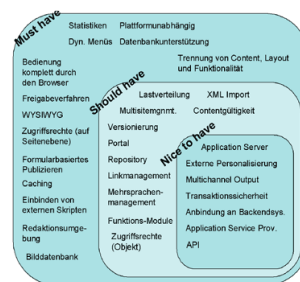 Must have
Statistiken Plattformunabhängig
Dyn. Menüs Datenbankunterstützung
Trennung von Content, Layout
und Funktionalität
Bedienung
komplett durch
den Browser
Freigabeverfahren
WYSIWYG
Zugriffsrechte (auf
Seitenebene)
Formularbasiertes
Publizieren
Caching
Einbinden von
externen Skripten
Redaktionsumge-
bung
Bilddatenbank
Should have
Lastverteilung XML Import
Multisitemgnmt. Contentgültigkeit
Versionierung
Portal
Repository
Linkmanagement
Mehrsprachen-
management
Funktions-Module
Zugriffsrechte
(Objekt)
Nice to have
Application Server
Externe Personalisierung
Multichannel Output
Transaktionssicherheit
Anbindung an Backendsys.
Application Service Prov.
API